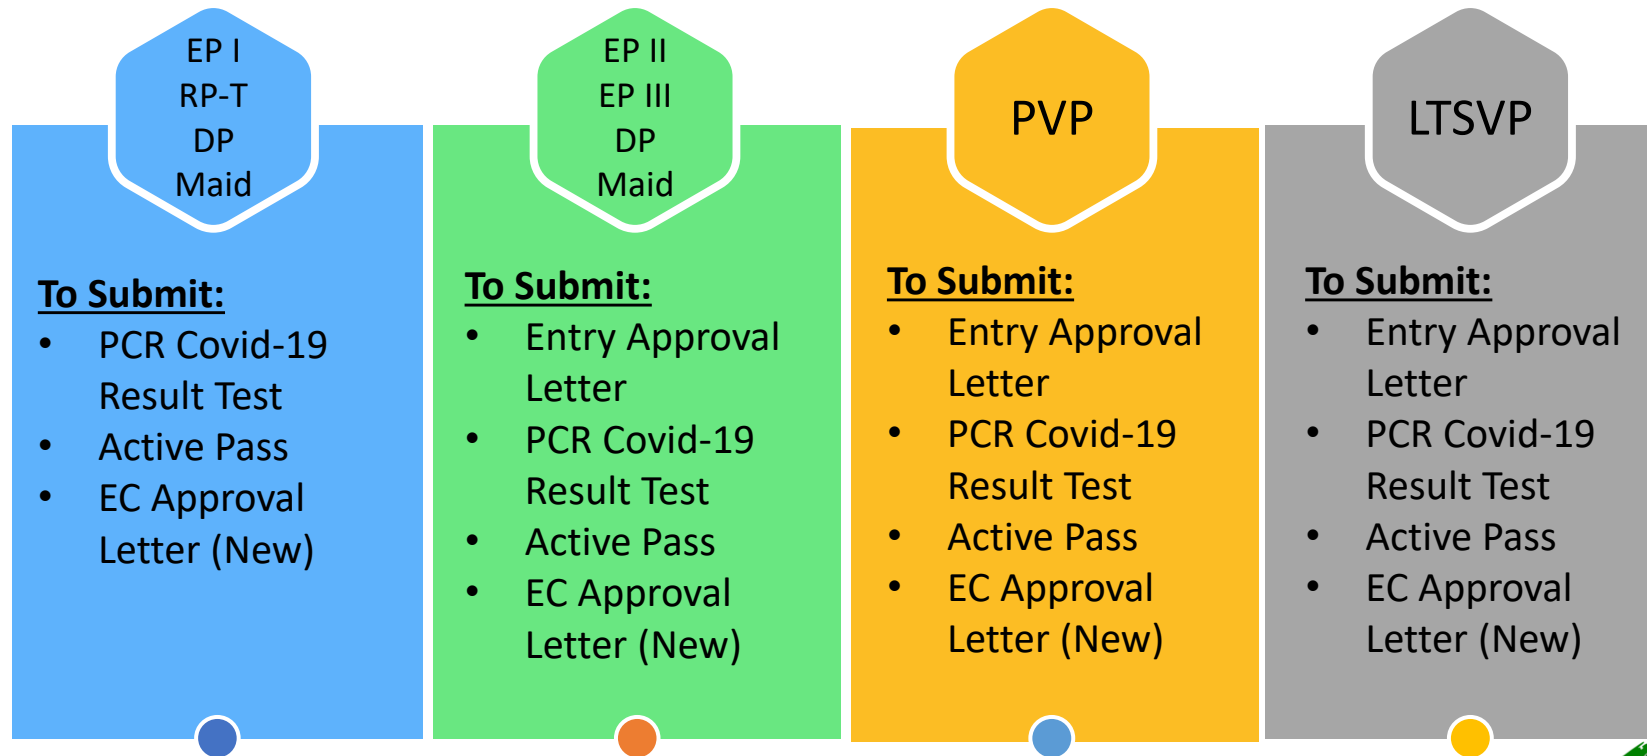 EP I
RP-T
DP
Maid
To Submit:
• PCR Covid-19
Result Test
• Active Pass
• EC Approval
Letter (New)
EP II
EP III
DP
Maid
To Submit:
• Entry Approval
Letter
• PCR Covid-19
Result Test
• Active Pass
• EC Approval
Letter (New)
PVP
To Submit:
• Entry Approval
Letter
• PCR Covid-19
Result Test
• Active Pass
• EC Approval
Letter (New)
LTSVP
To Submit:
• Entry Approval
Letter
• PCR Covid-19
Result Test
• Active Pass
• EC Approval
Letter (New)